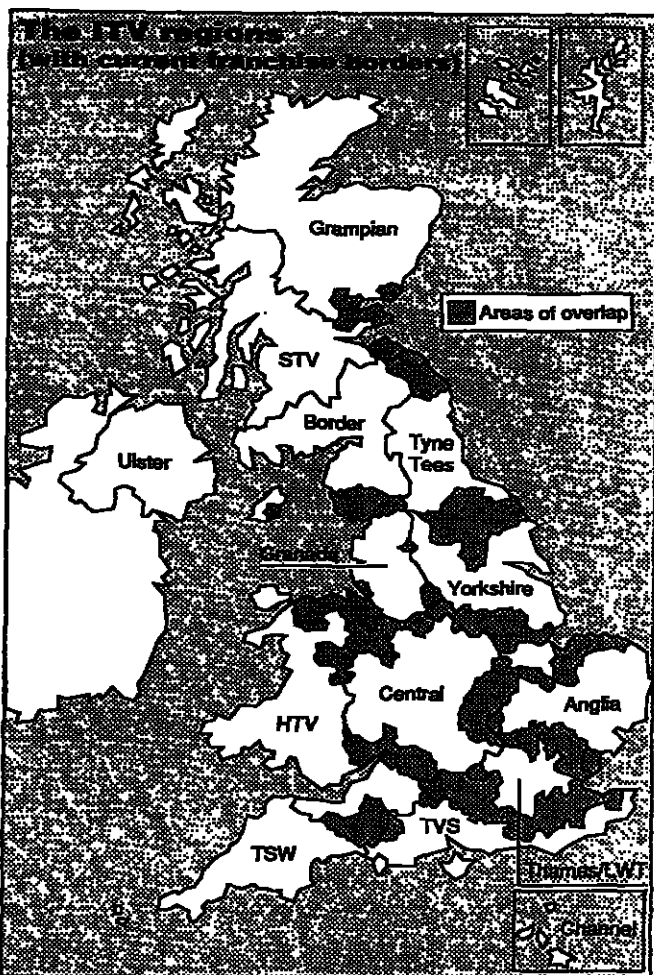 The ITV regions
(with current franchise borders)
Grampian
Areas of overlap
STV
Border
Tyne
Tees
Ulster
Granada
Yorkshire
Central
Anglia
HTV
TVS
TSW
Thames/LWT
Channel